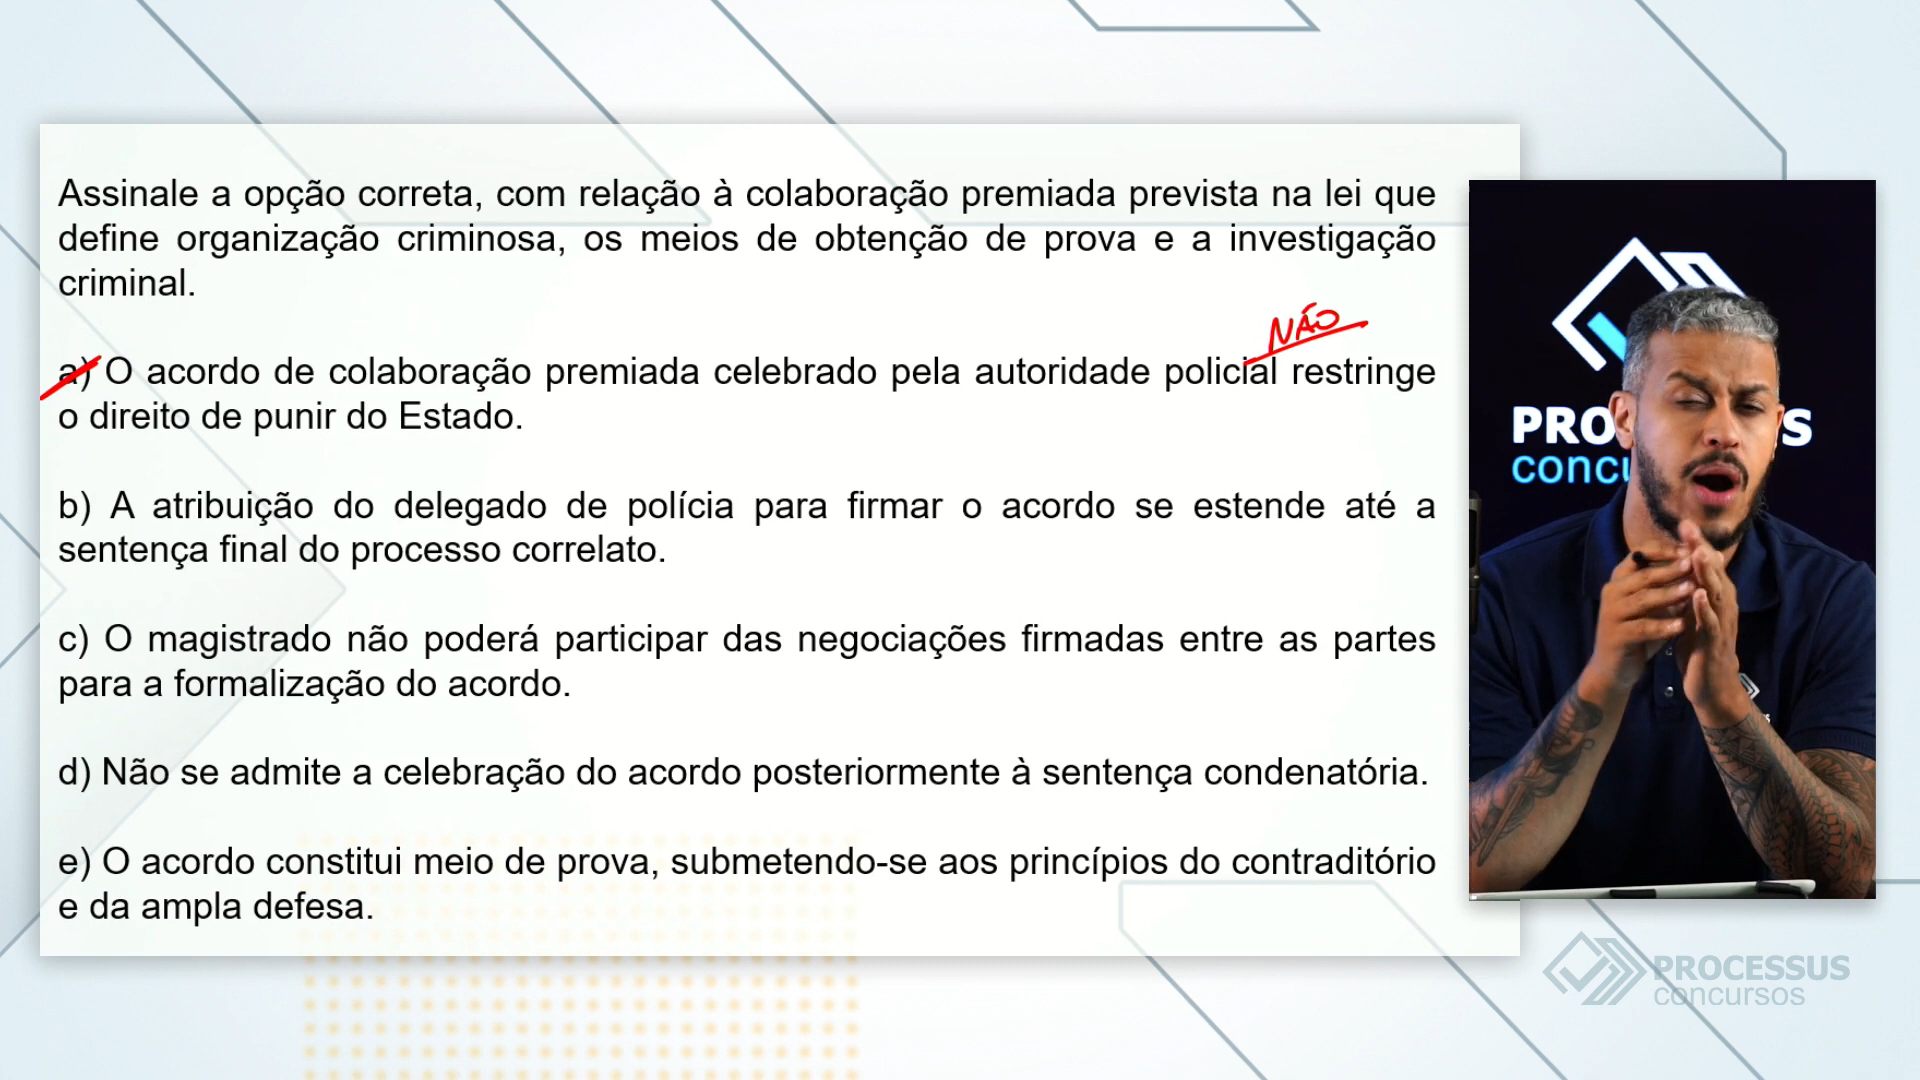 Assinale a opção correta, com relação à colaboração premiada prevista na lei que
define organização criminosa, os meios de obtenção de prova e a investigação
criminal.
NÃO
a) O acordo de colaboração premiada celebrado pela autoridade policial restringe
o direito de punir do Estado.
b) A atribuição do delegado de polícia para firmar o acordo se estende até a
sentença final do processo correlato.
c) O magistrado não poderá participar das negociações firmadas entre as partes
para a formalização do acordo.
d) Não se admite a celebração do acordo posteriormente à sentença condenatória.
e) O acordo constitui meio de prova, submetendo-se aos princípios do contraditório
e da ampla defesa.
PROCESSUS
concursos